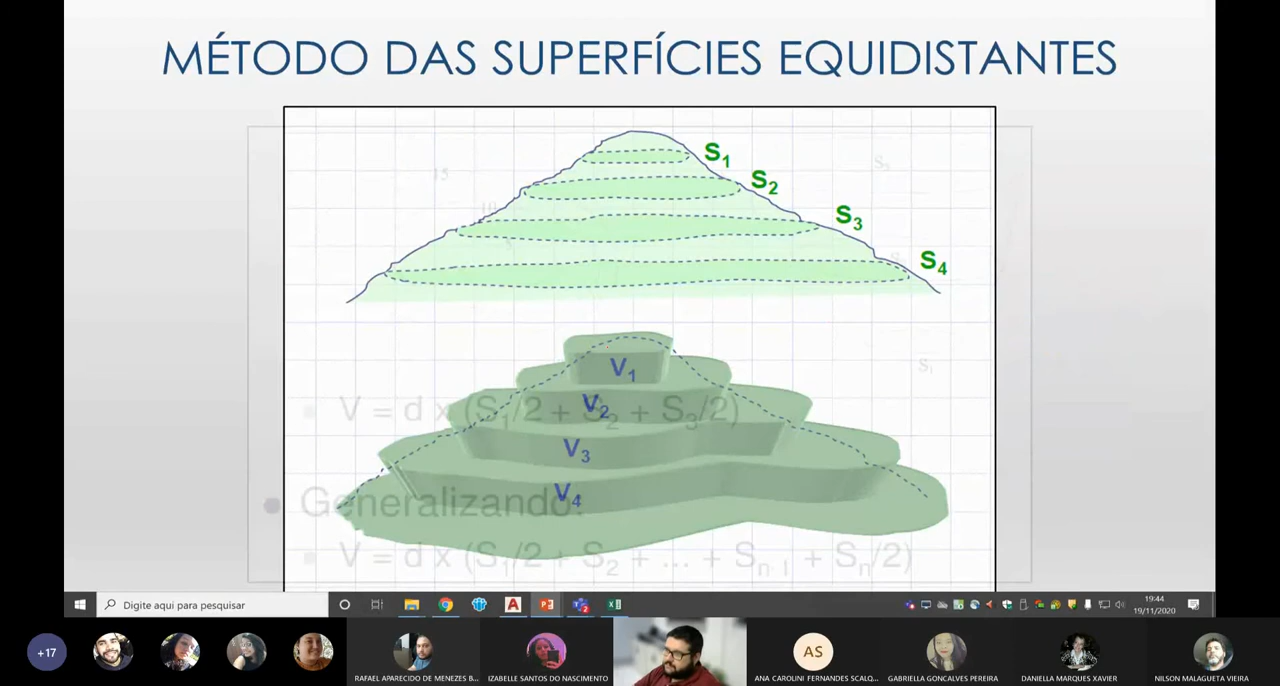 MÉTODO DAS SUPERFÍCIES EQUIDISTANTES
S1
15
S2
10
S3
S4
V1
V = d x (S1/2 + S2 + S3/2)
V2
V3
V4
Generalizando:
V = d x (S1/2 + S2 + ... + Sn-1 + Sn/2)
Digite aqui para pesquisar
19:44
19/11/2020
+17
AS
RAFAEL APARECIDO DE MENEZES B...
IZABELLE SANTOS DO NASCIMENTO
ANA CAROLINI FERNANDES SCALQ...
GABRIELLA GONCALVES PEREIRA
DANIELLA MARQUES XAVIER
NILSON MALAGUETA VIEIRA